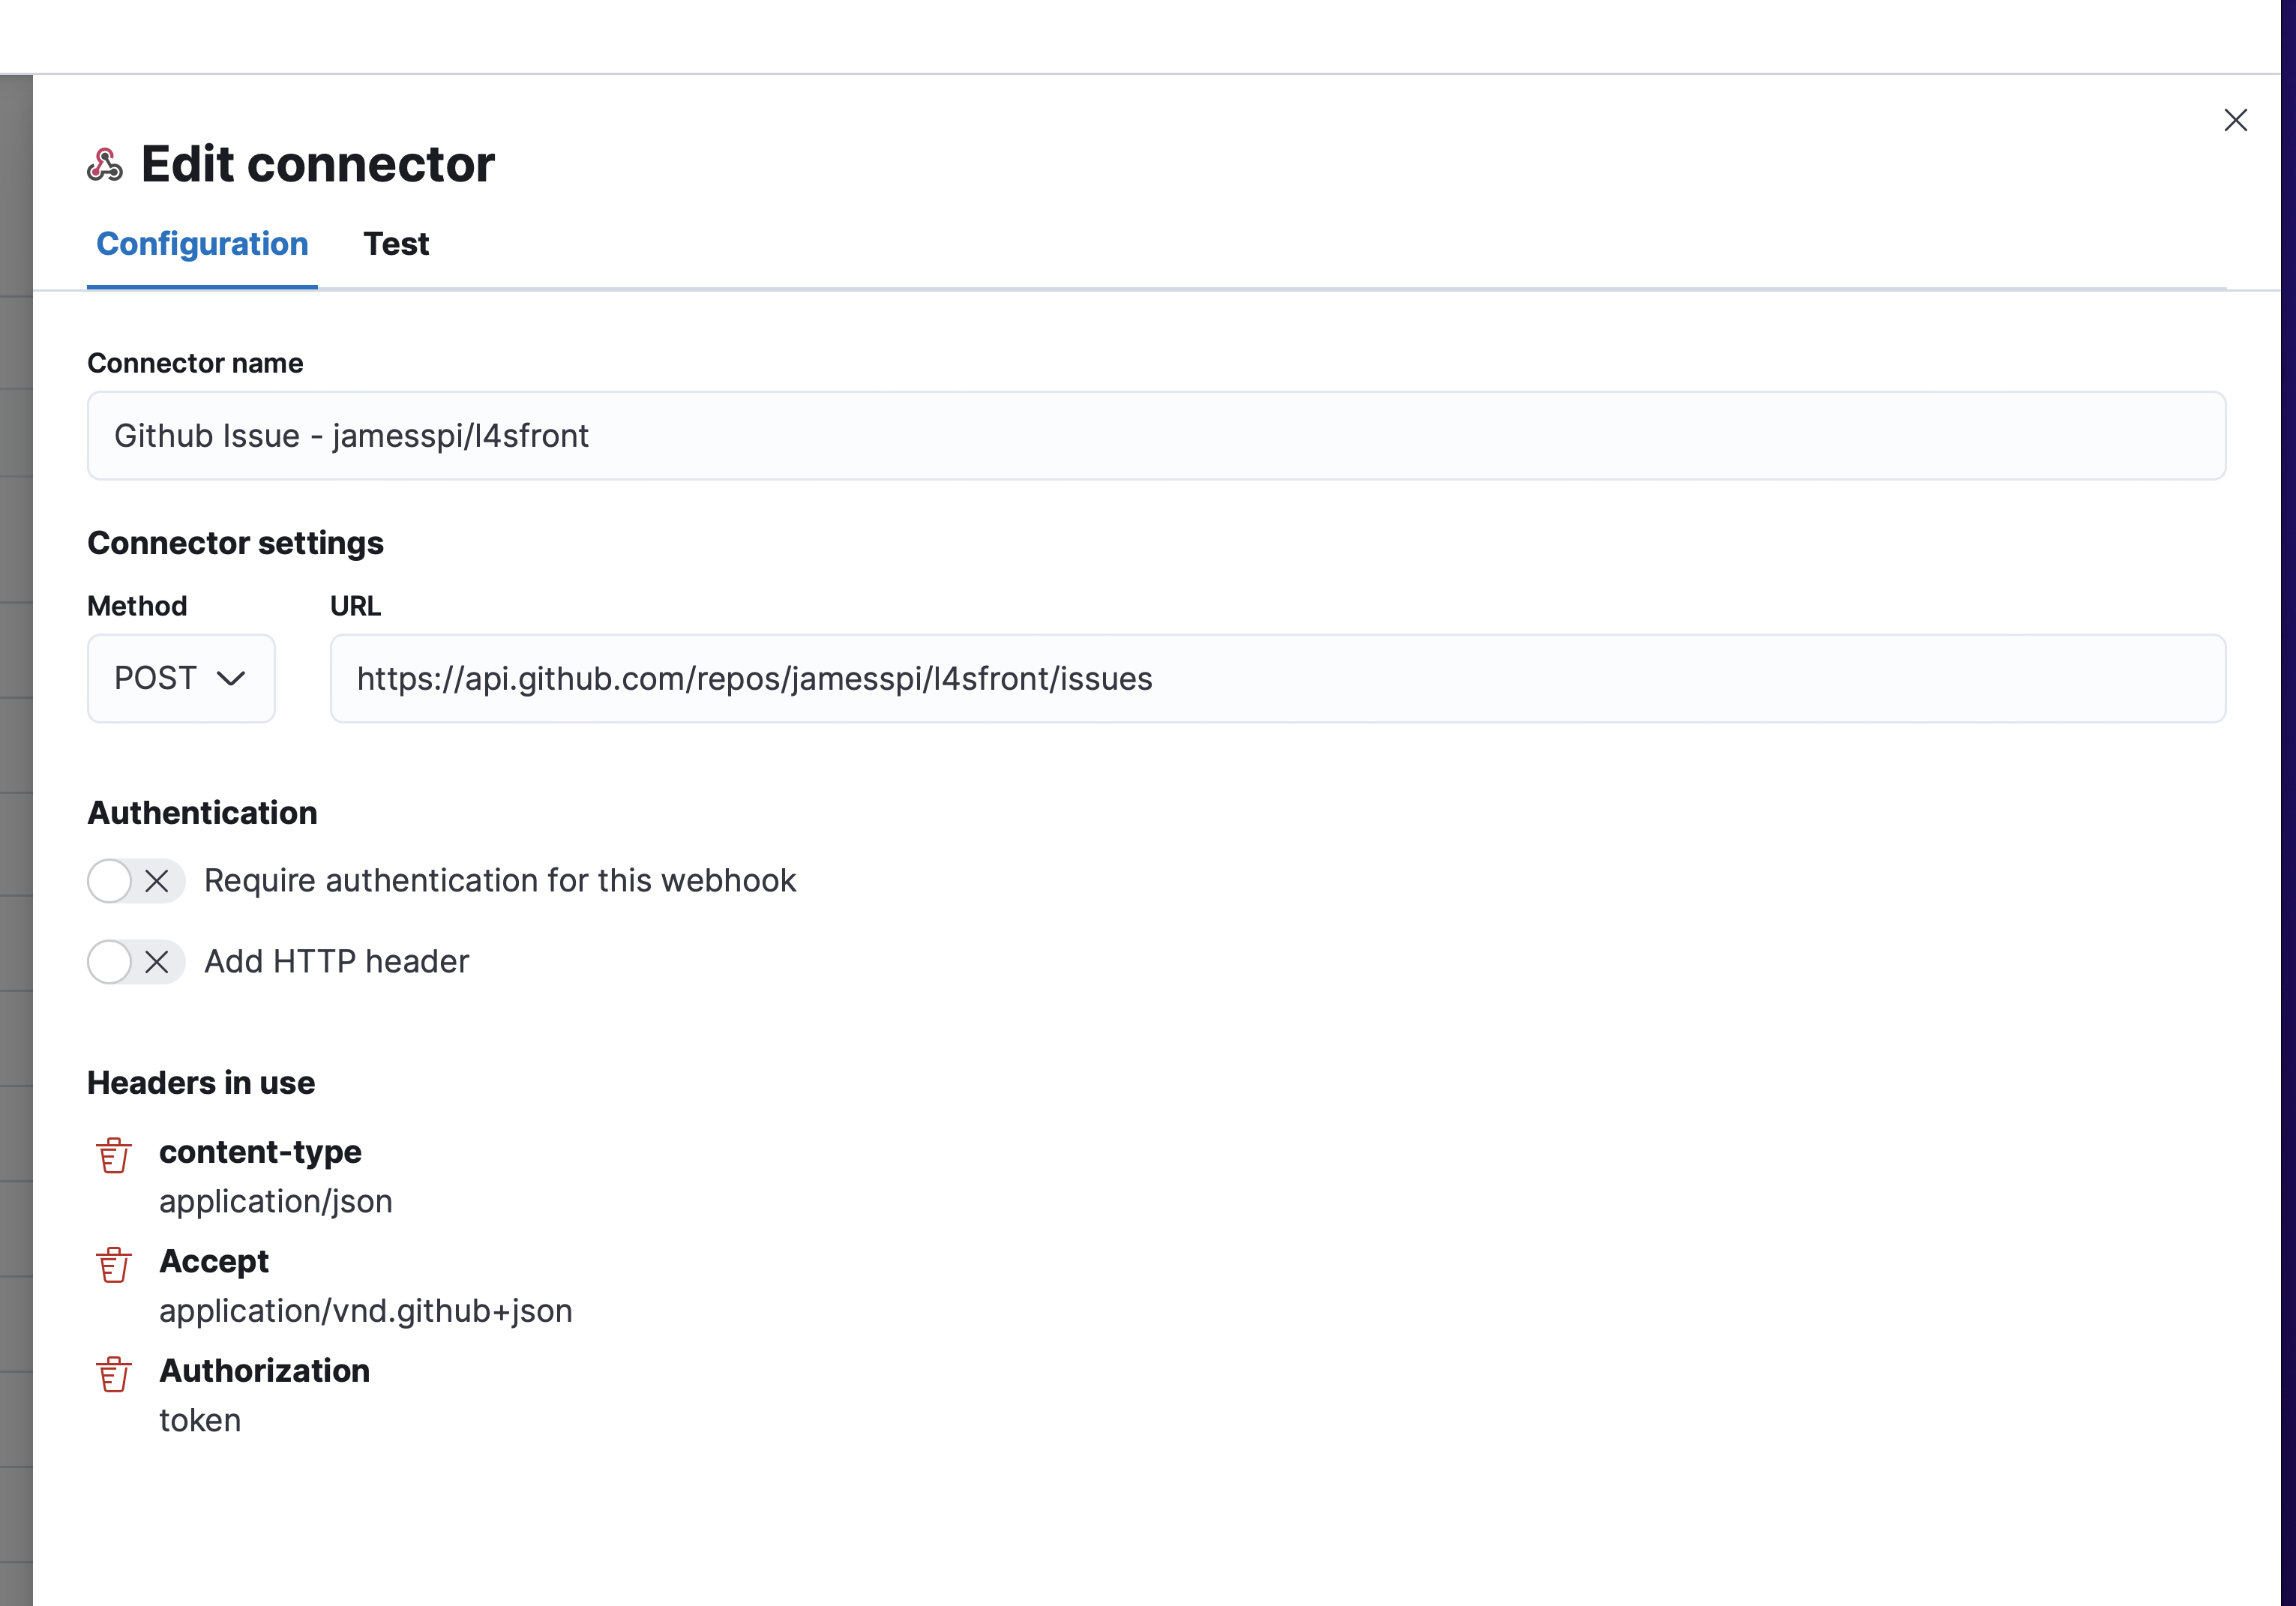 Edit connector
Configuration Test
Connector name
Github Issue - jamesspi/l4sfront
Connector settings
Method URL
POST https://api.github.com/repos/jamesspi/l4sfront/issues
Authentication
Require authentication for this webhook
Add HTTP header
Headers in use
content-type
application/json
Accept
application/vnd.github+json
Authorization
token